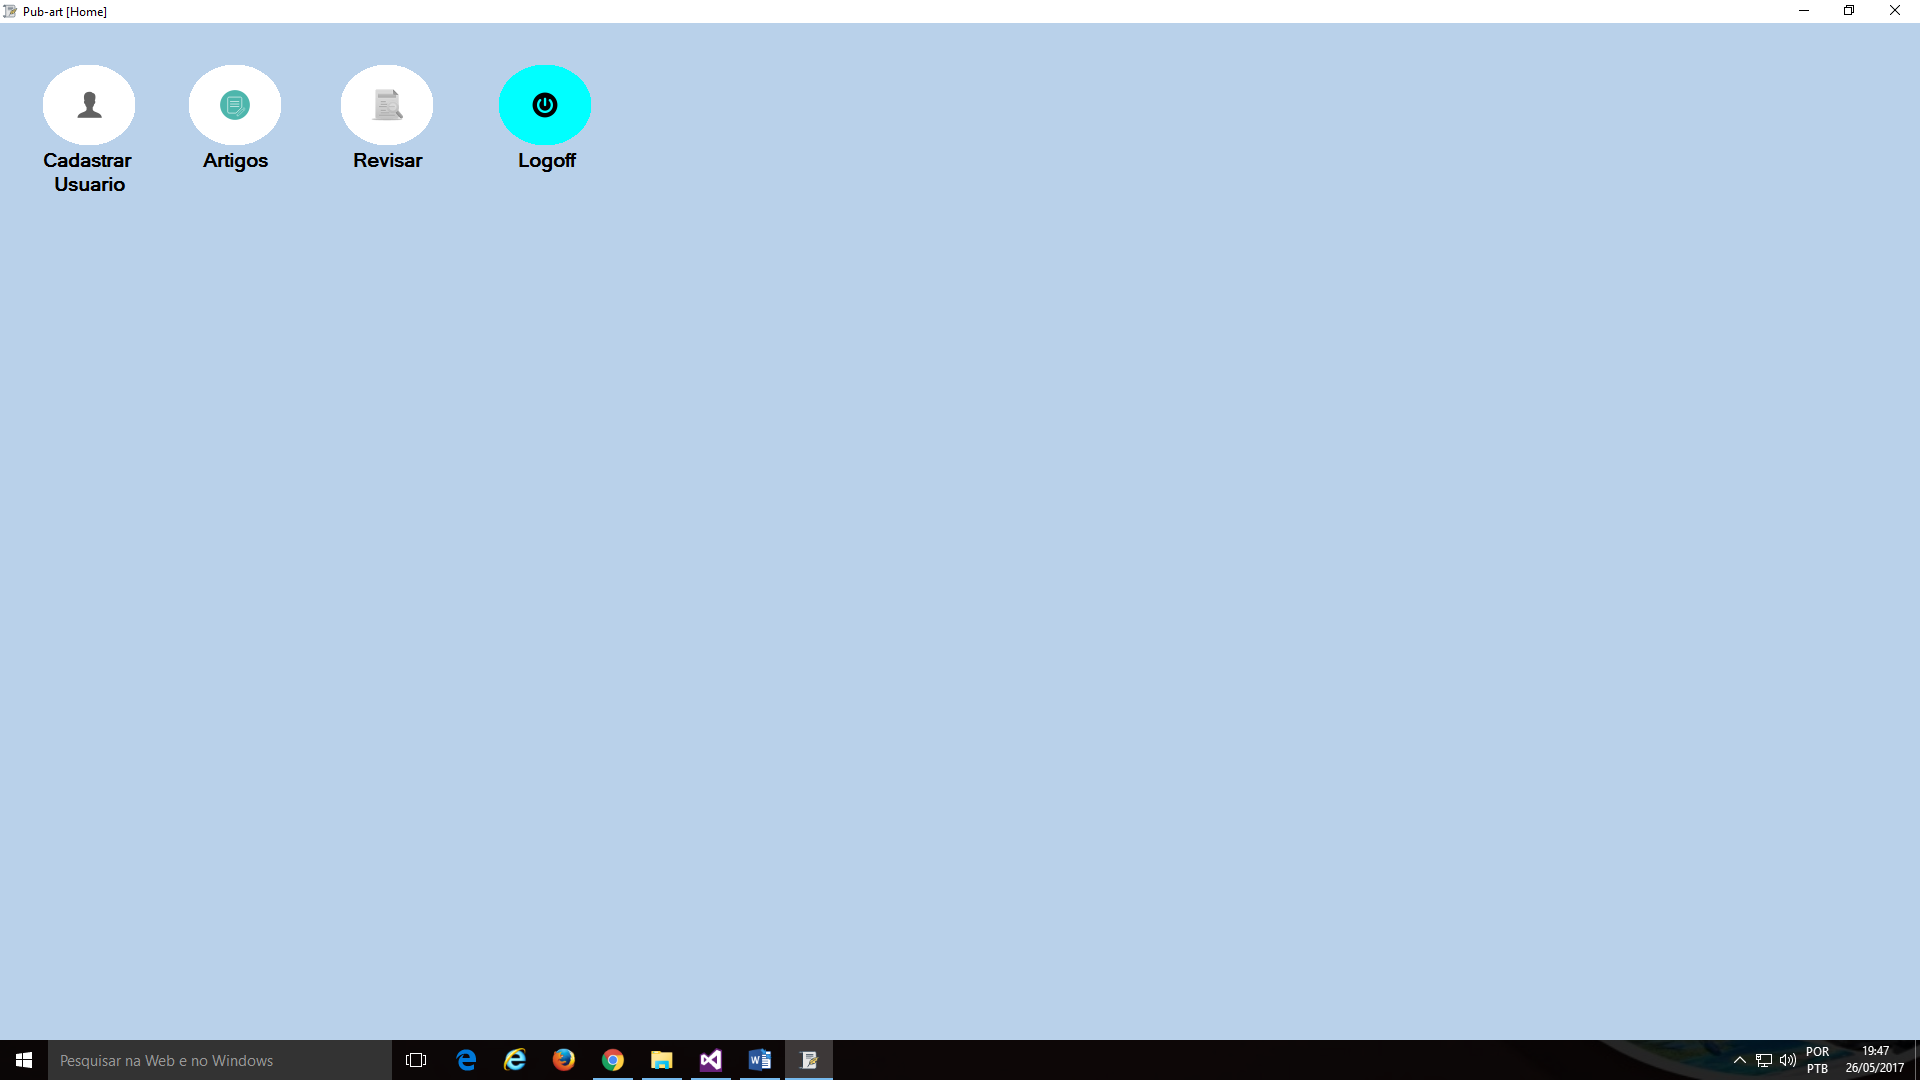 Pub-art [Home]
Cadastrar
Usuario
Artigos
Revisar
Logoff
Pesquisar na Web e no Windows
POR
PTB
19:47
26/05/2017